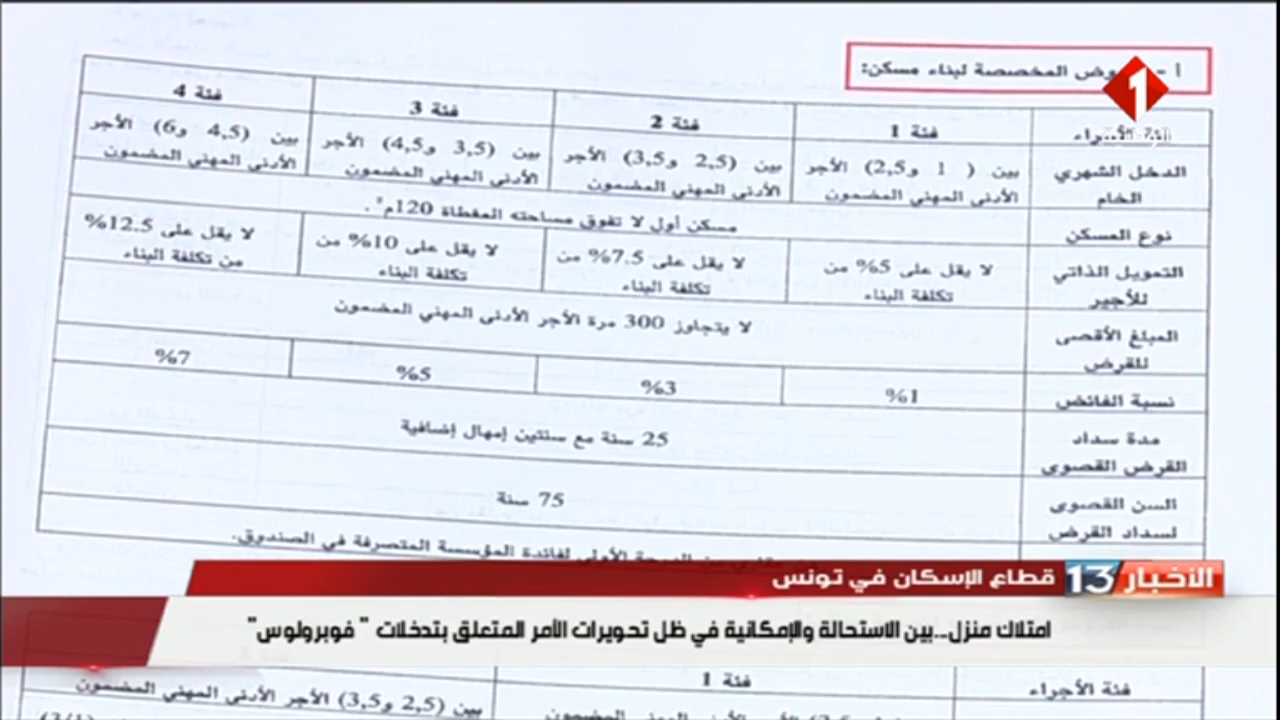 أ - المخصصة لبناء مسكن:
الأجراء
فئة 1
فئة 2
فئة 3
فئة 4
الدخل الشهري
الخام
بين ( 1 و2,5) الأجر
الأدنى المهني المضمون
بين (2,5 و3,5) الأجر
الأدنى المهني المضمون
بين (3,5 و4,5) الأجر
الأدنى المهني المضمون
بين (4,5 و6) الأجر
الأدنى المهني المضمون
نوع المسكن
مسكن أول لا تفوق مساحته المغطاة 120م².
التمويل الذاتي
للأجير
لا يقل على 5% من
تكلفة البناء
لا يقل على 7.5% من
تكلفة البناء
لا يقل على 10% من
تكلفة البناء
لا يقل على 12.5%
من تكلفة البناء
المبلغ الأقصى
للقرض
لا يتجاوز 300 مرة الأجر الأدنى المهني المضمون
نسبة الفائض
%1
%3
%5
%7
مدة سداد
القرض القصوى
25 سنة مع سنتين إمهال إضافية
السن القصوى
لسداد القرض
75 سنة
من الدرجة الأولى لفائدة المؤسسة المتصرفة في الصندوق.
الأخبار 13
قطاع الإسكان في تونس
امتلاك منزل...بين الاستحالة والإمكانية في ظل تحويرات الأمر المتعلق بتدخلات " فوبرولوس"
فئة الأجراء
فئة 1
بين (2,5 و3,5) الأجر الأدنى المهني المضمون